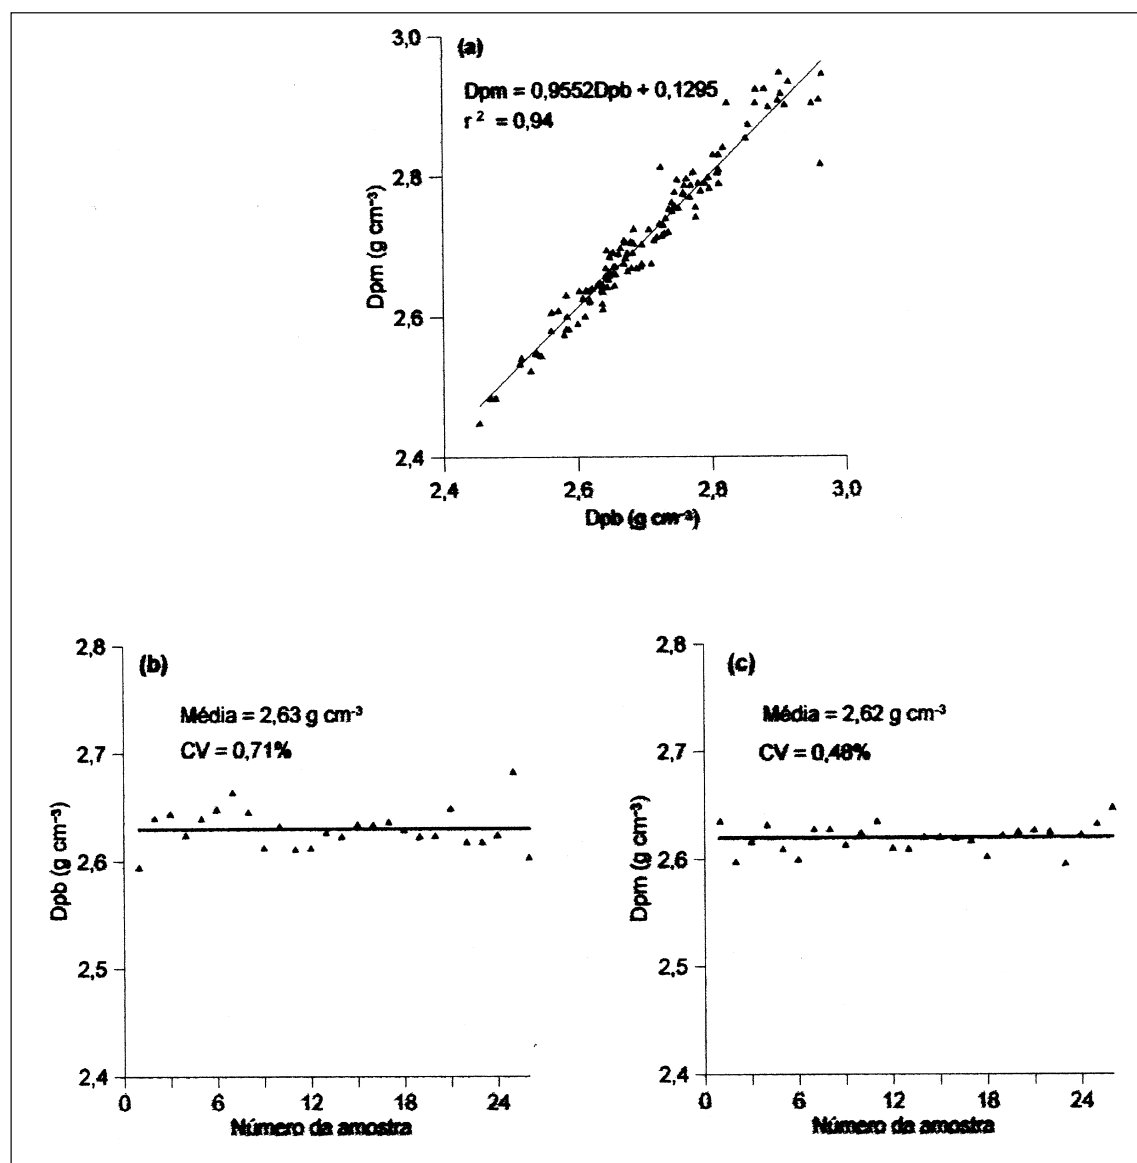 (a)
Dpm = 0,9552Dpb + 0,1295
r² = 0,94
3,0
2,8
2,6
2,4
Dpm (g cm⁻³)
2,4 2,6 2,8 3,0
Dpb (g cm⁻³)
(b)
Média = 2,63 g cm⁻³
CV = 0,71%
2,8
2,7
2,6
2,5
2,4
Dpb (g cm⁻³)
0 6 12 18 24
Número da amostra
(c)
Média = 2,62 g cm⁻³
CV = 0,48%
2,8
2,7
2,6
2,5
2,4
Dpm (g cm⁻³)
0 6 12 18 24
Número da amostra